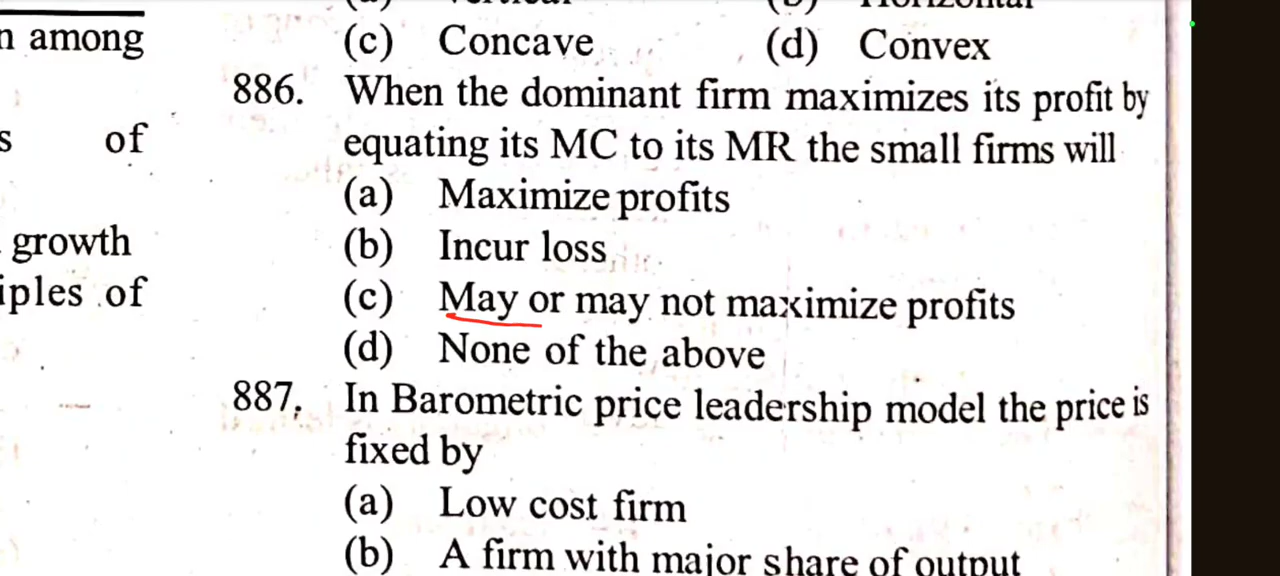 n among
s of
growth
iples of
(c) Concave (d) Convex
886. When the dominant firm maximizes its profit by
equating its MC to its MR the small firms will
(a) Maximize profits
(b) Incur loss
(c) May or may not maximize profits
(d) None of the above
887. In Barometric price leadership model the price is
fixed by
(a) Low cost firm
(b) A firm with major share of output